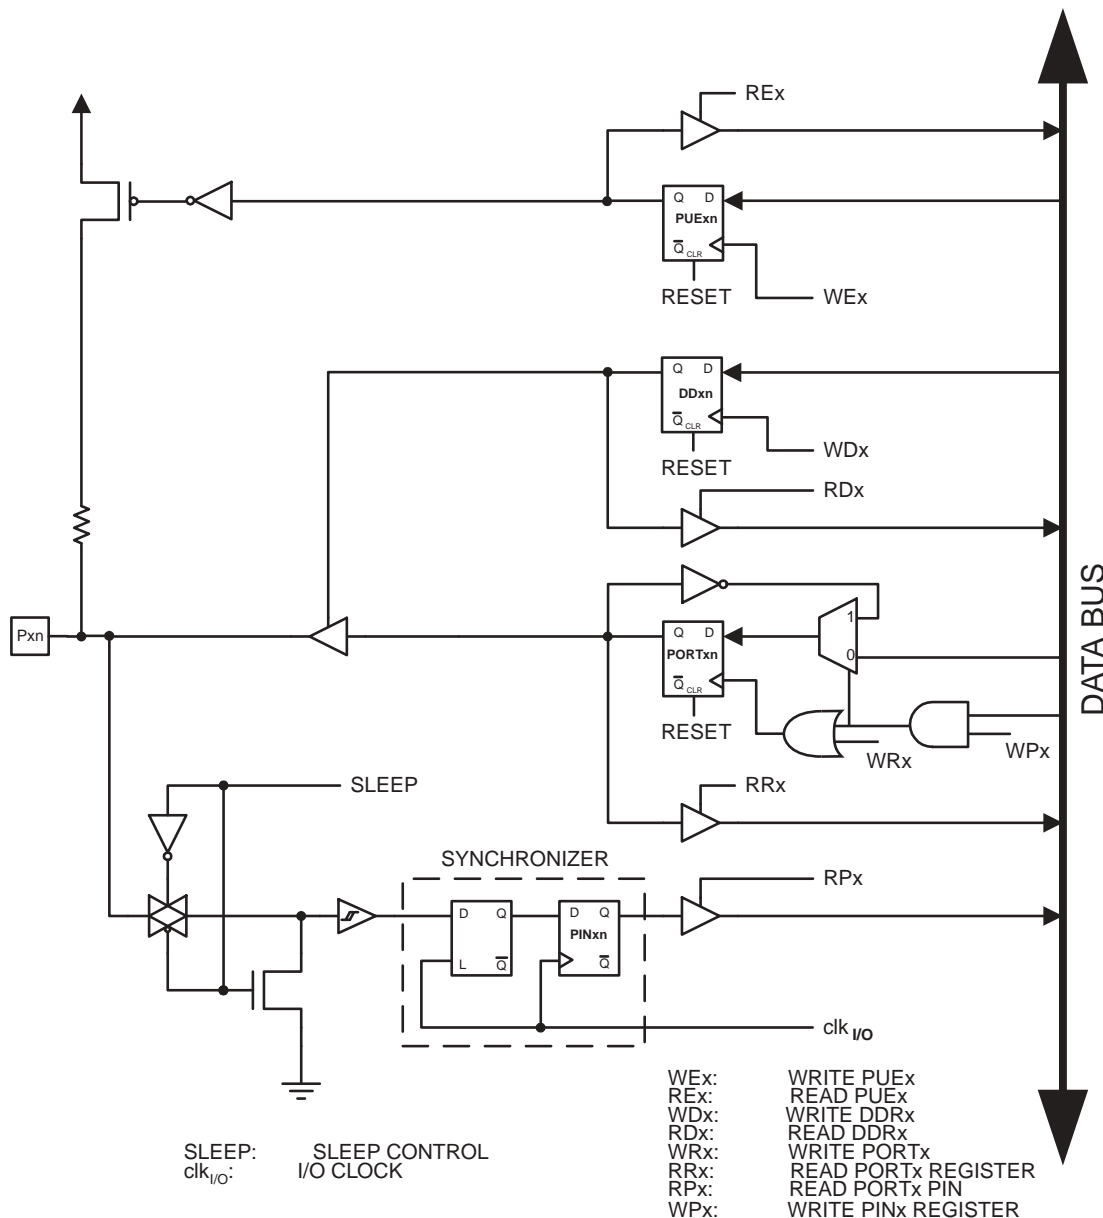 REx
Q D
PUExn
Q CLR
RESET
WEx
Q D
DDxn
Q CLR
RESET
WDx
RDx
DATA BUS
1
Pxn
Q D
PORTxn
0
Q CLR
RESET
WRx
WPx
SLEEP
RRx
SYNCHRONIZER
RPx
D Q
D Q
PINxn
L Q
Q
clk I/O
WEx: WRITE PUEx
REx: READ PUEx
WDx: WRITE DDRx
RDx: READ DDRx
WRx: WRITE PORTx
RRx: READ PORTx REGISTER
RPx: READ PORTx PIN
WPx: WRITE PINx REGISTER
SLEEP: SLEEP CONTROL
clkI/O: I/O CLOCK